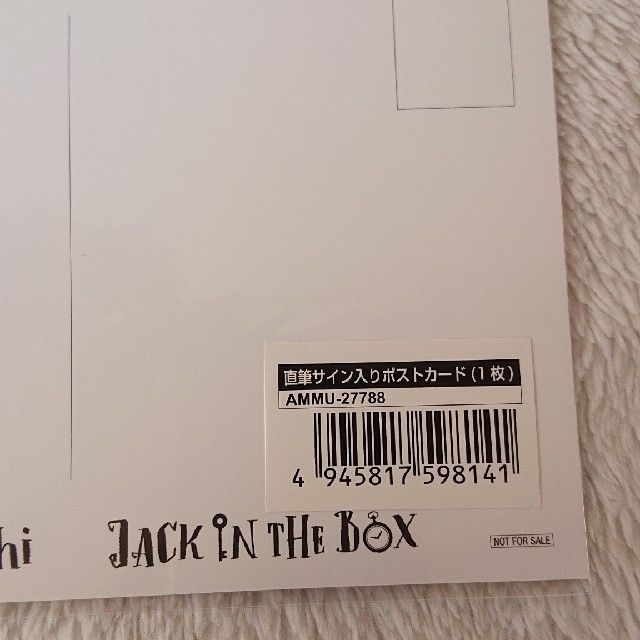 直筆サイン入りポストカード(1枚)
AMMU-27788
4 945817 598141
hi
JACK IN THE BOX
NOT FOR SALE